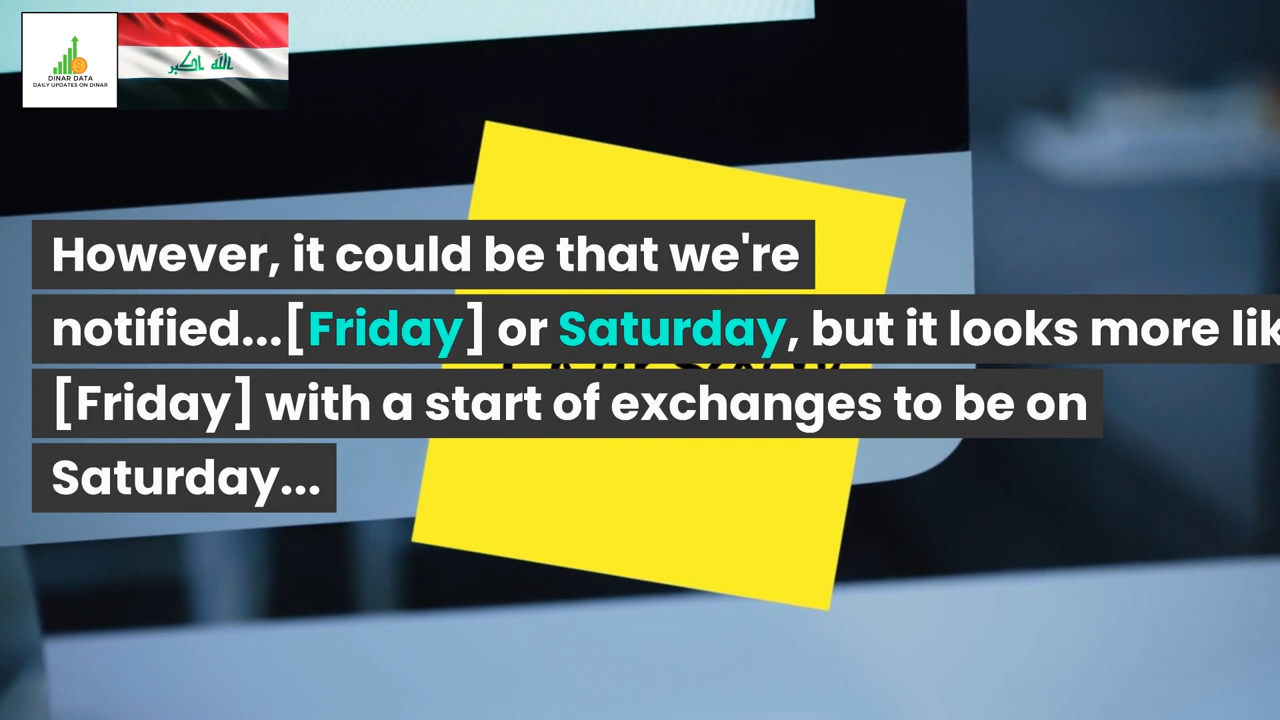 DINAR DATA
DAILY UPDATES ON DINAR
الله اكبر
However, it could be that we're
notified...[Friday] or Saturday, but it looks more lik
[Friday] with a start of exchanges to be on
Saturday...